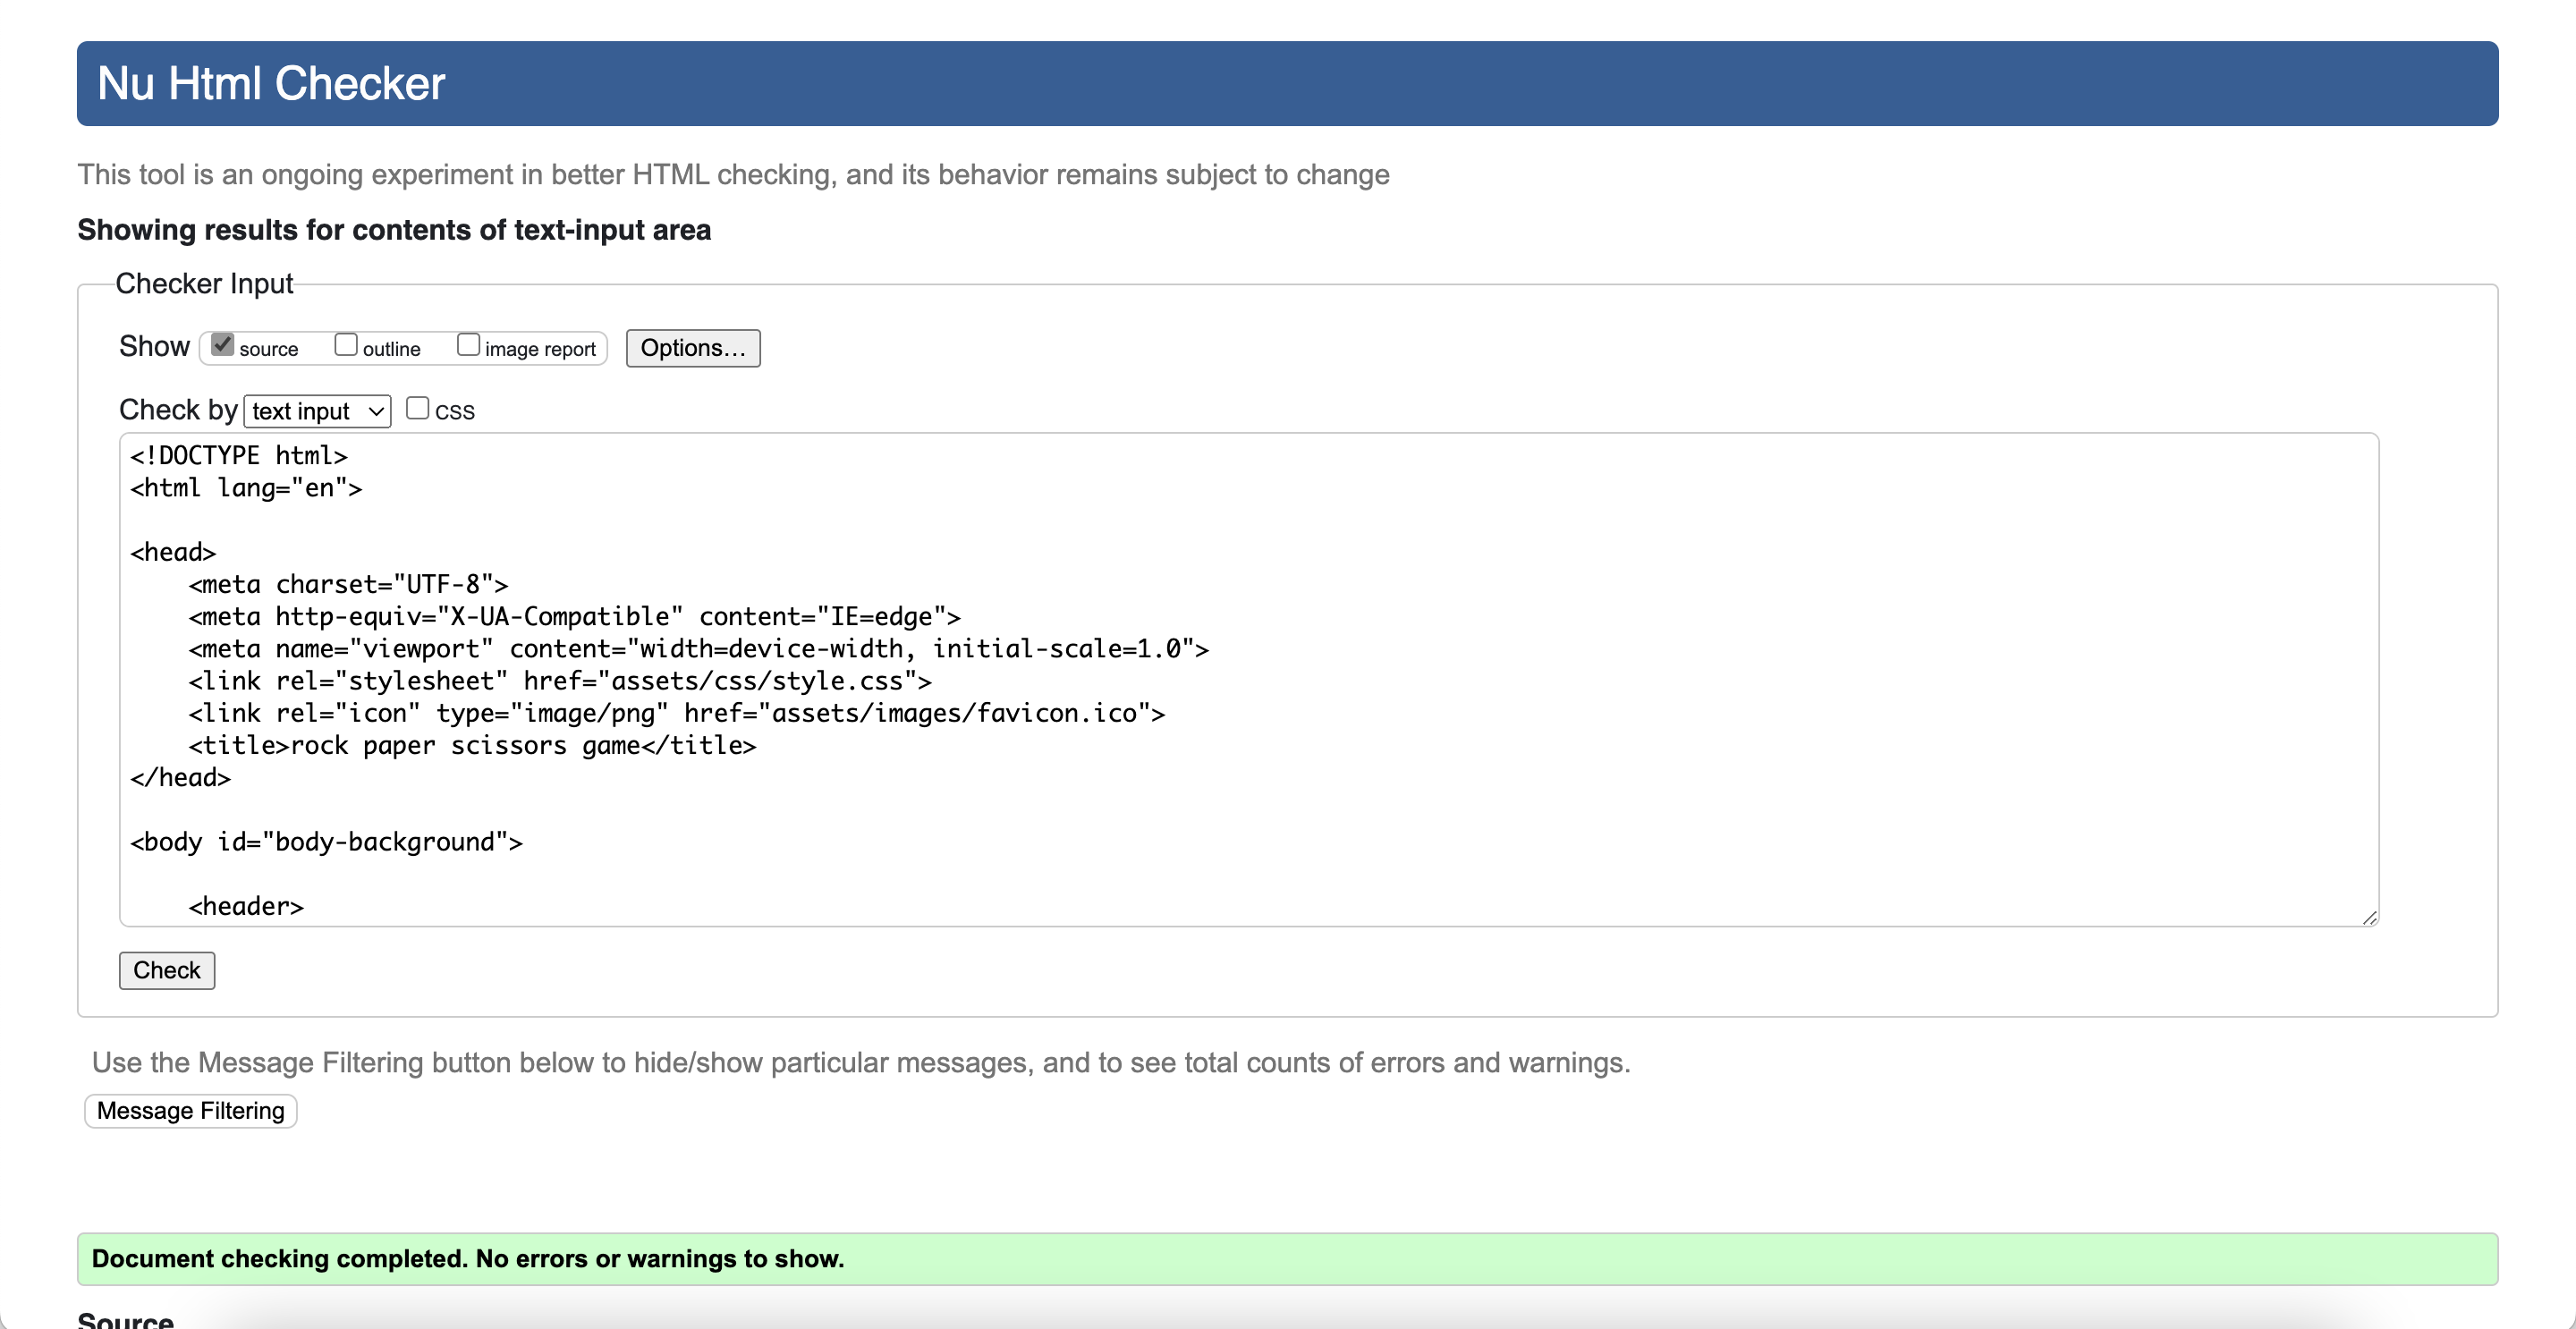 Nu Html Checker
This tool is an ongoing experiment in better HTML checking, and its behavior remains subject to change
Showing results for contents of text-input area
Checker Input
Show source outline image report Options...
Check by text input CSS
<!DOCTYPE html>
<html lang="en">
<head>
    <meta charset="UTF-8">
    <meta http-equiv="X-UA-Compatible" content="IE=edge">
    <meta name="viewport" content="width=device-width, initial-scale=1.0">
    <link rel="stylesheet" href="assets/css/style.css">
    <link rel="icon" type="image/png" href="assets/images/favicon.ico">
    <title>rock paper scissors game</title>
</head>
<body id="body-background">
    <header>
Check
Use the Message Filtering button below to hide/show particular messages, and to see total counts of errors and warnings.
Message Filtering
Document checking completed. No errors or warnings to show.
Source